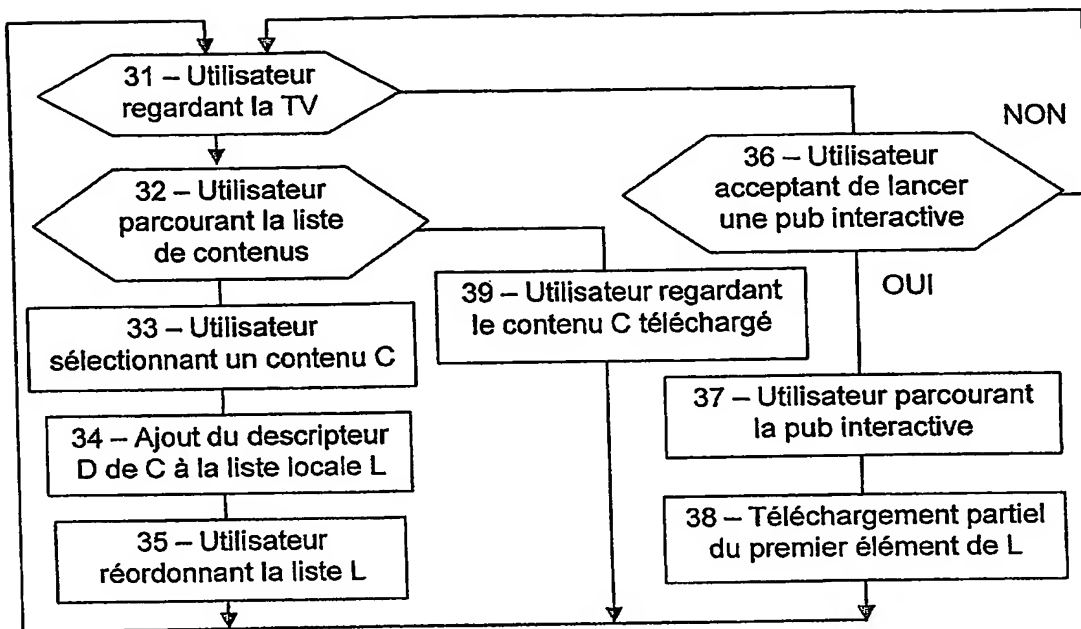 31 – Utilisateur
regardant la TV
NON
36 – Utilisateur
acceptant de lancer
une pub interactive
32 – Utilisateur
parcourant la liste
de contenus
OUI
39 – Utilisateur regardant
le contenu C téléchargé
33 – Utilisateur
sélectionnant un contenu C
37 – Utilisateur parcourant
la pub interactive
34 – Ajout du descripteur
D de C à la liste locale L
38 – Téléchargement partiel
du premier élément de L
35 – Utilisateur
réordonnant la liste L